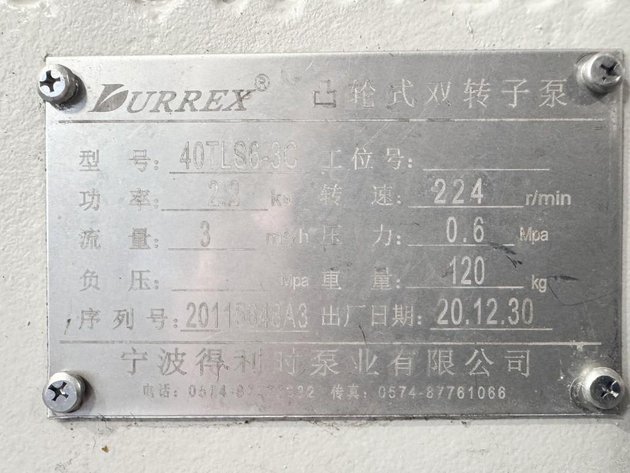 DURREX® 凸轮式双转子泵
型 号: 40TLS6-3C 工位号:
功 率: 2.2 kw 转 速: 224 r/min
流 量: 3 m³/h 压 力: 0.6 Mpa
负 压: Mpa 重 量: 120 kg
序列号: 出厂日期: 20.12.30
宁波得利时泵业有限公司
电话: 传真: 0574-87761066